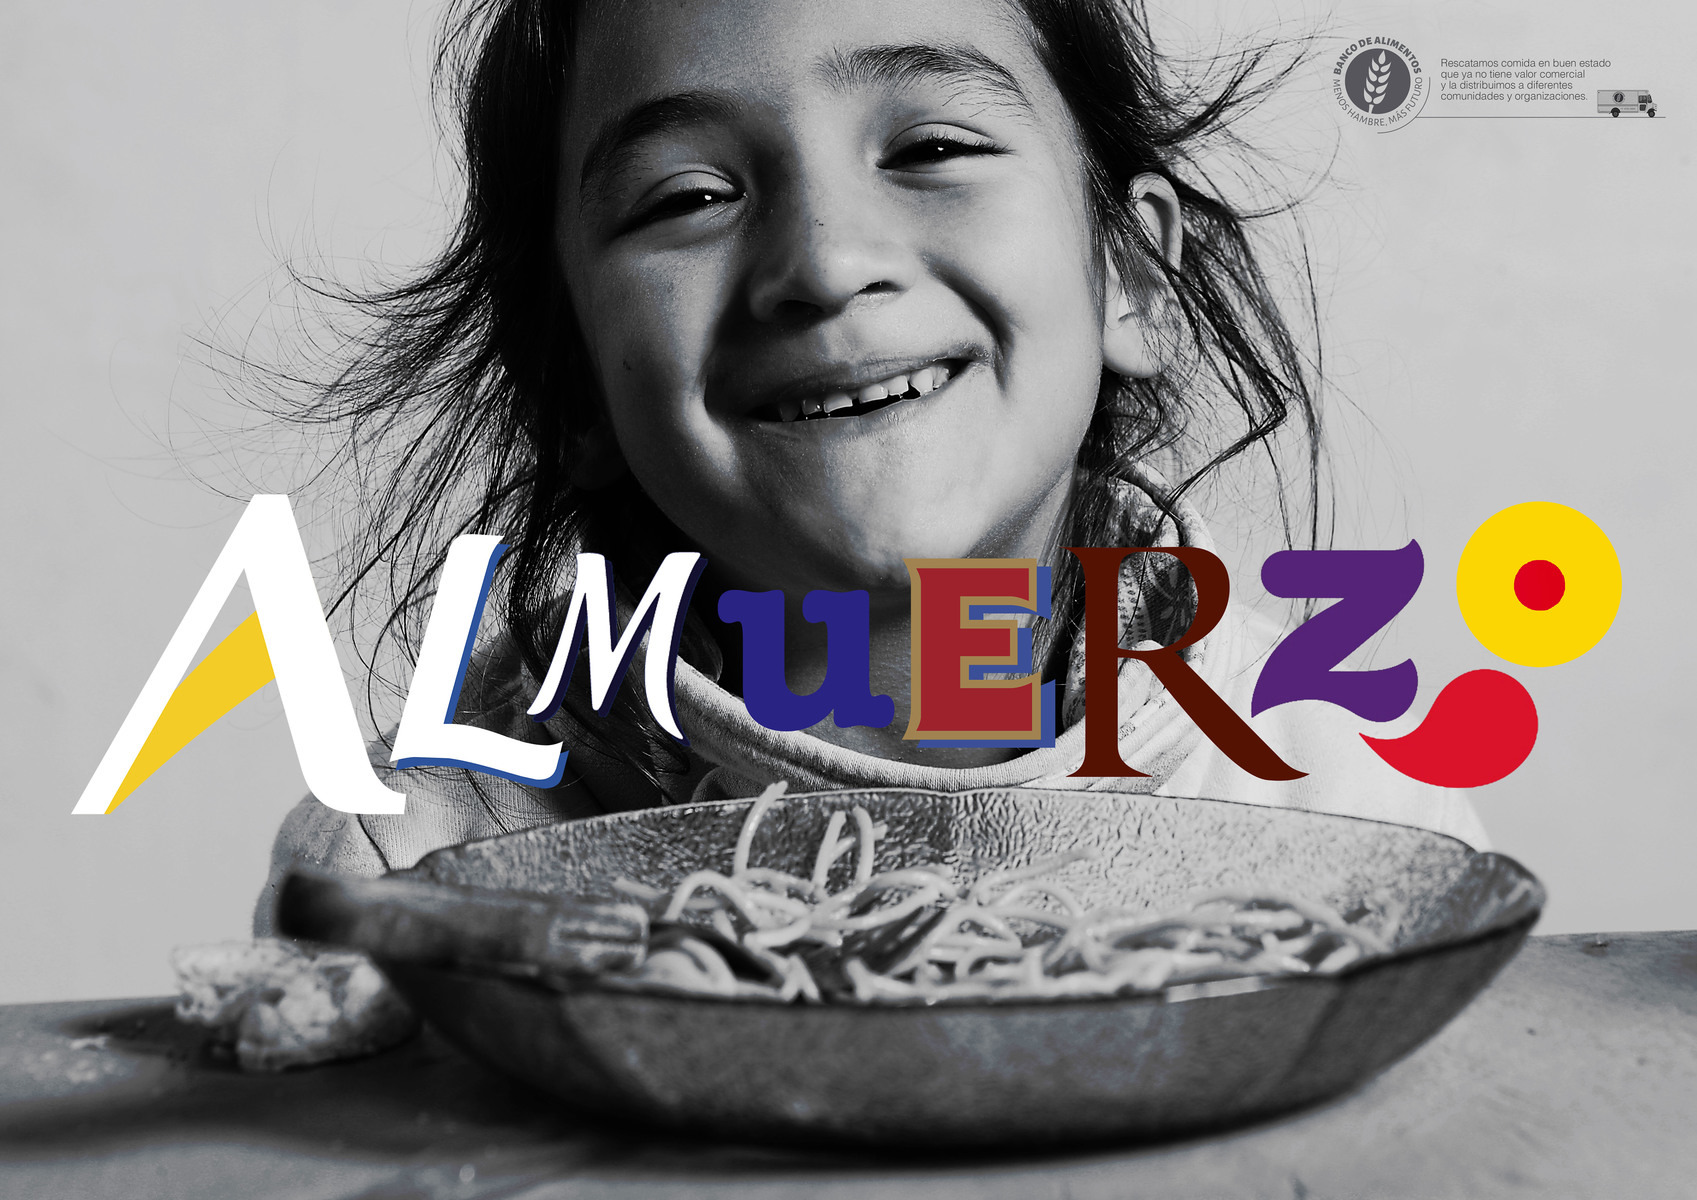 BANCO DE ALIMENTOS
MENOS HAMBRE, MÁS FUTURO
Rescatamos comida en buen estado
que ya no tiene valor comercial
y la distribuimos a diferentes
comunidades y organizaciones.
ALMuERZO